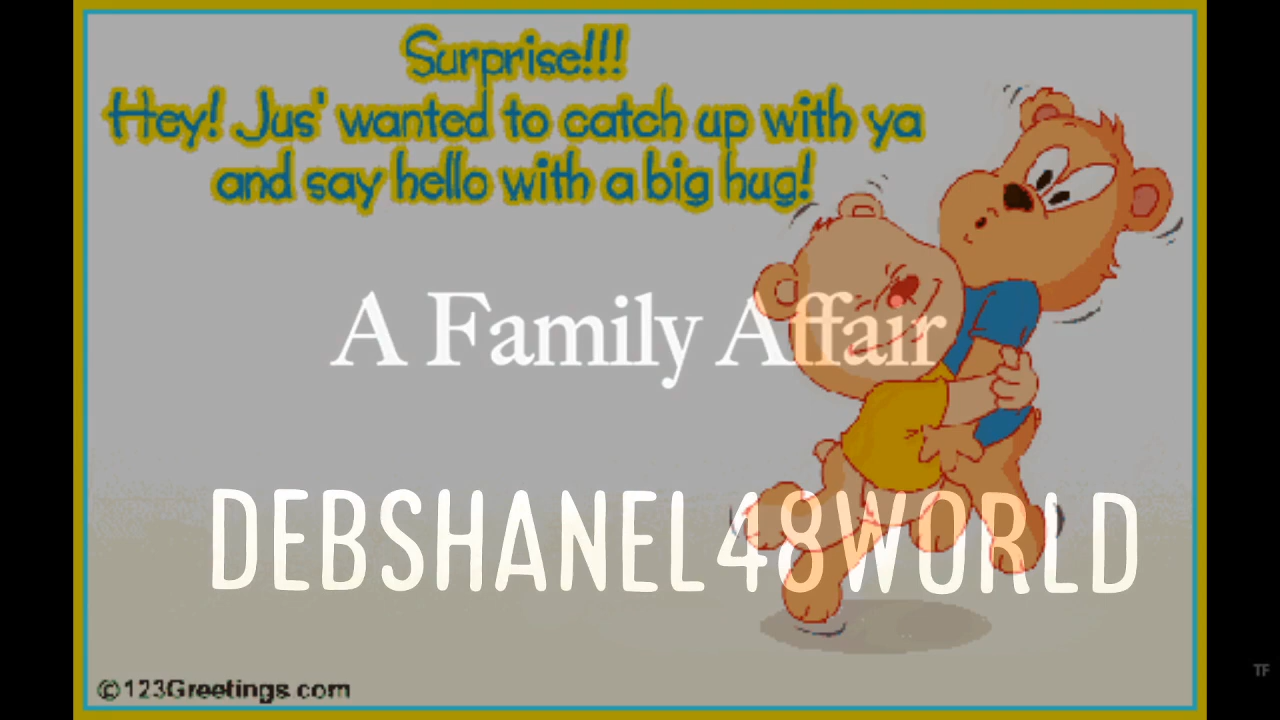 Surprise!!!
Hey! Jus' wanted to catch up with ya
and say hello with a big hug!
A Family Affair
DEBSHANEL48WORLD
©123Greetings.com
TF